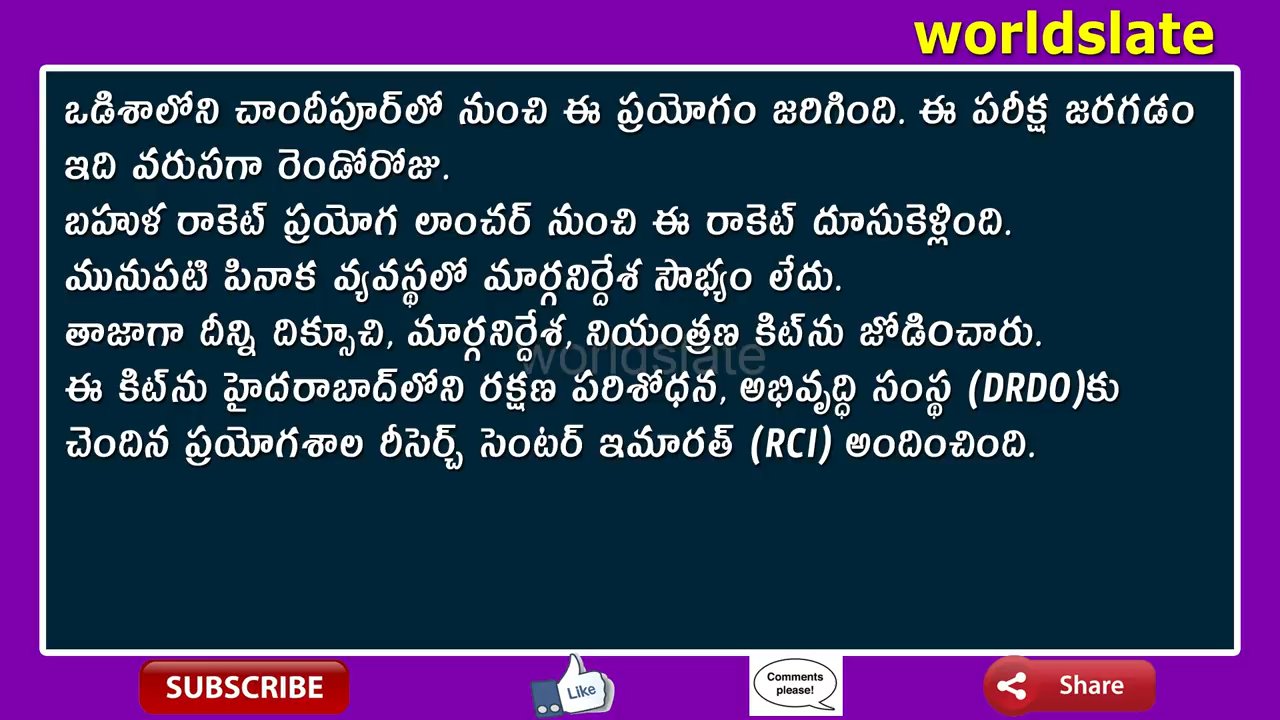 worldslate
ఒడిశాలోని చాందీపూర్‌లో నుంచి ఈ ప్రయోగం జరిగింది. ఈ పరీక్ష జరగడం
ఇది వరుసగా రెండోరోజు.
బహుళ రాకెట్ ప్రయోగ లాంచర్ నుంచి ఈ రాకెట్ దూసుకెళ్లింది.
మునుపటి పినాక వ్యవస్థలో మార్గనిర్దేశ సౌభ్యం లేదు.
తాజాగా దీన్ని దిక్సూచి, మార్గనిర్దేశ, నియంత్రణ కిట్‌ను జోడించారు.
worldslate
ఈ కిట్‌ను హైదరాబాద్‌లోని రక్షణ పరిశోధన, అభివృద్ధి సంస్థ (DRDO)కు
చెందిన ప్రయోగశాల రీసెర్చ్ సెంటర్ ఇమారత్ (RCI) అందించింది.
SUBSCRIBE
Like
Comments
please!
Share